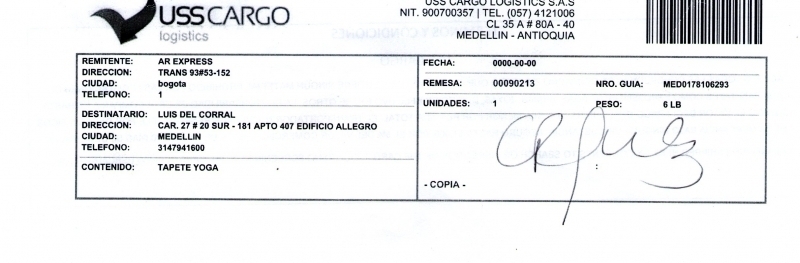 USSCARGO
logistics
USS CARGO LOGISTICS S.A.S
NIT. 900700357 | TEL. (057) 4121006
CL 35 A # 80A - 40
MEDELLIN - ANTIOQUIA
REMITENTE: AR EXPRESS
DIRECCION: TRANS 93#53-152
CIUDAD: bogota
TELEFONO: 1
DESTINATARIO: LUIS DEL CORRAL
DIRECCION: CAR. 27 # 20 SUR - 181 APTO 407 EDIFICIO ALLEGRO
CIUDAD: MEDELLIN
TELEFONO: 3147941600
CONTENIDO: TAPETE YOGA
FECHA: 0000-00-00
REMESA: 00090213 NRO. GUIA: MED0178106293
UNIDADES: 1 PESO: 6 LB
- COPIA -